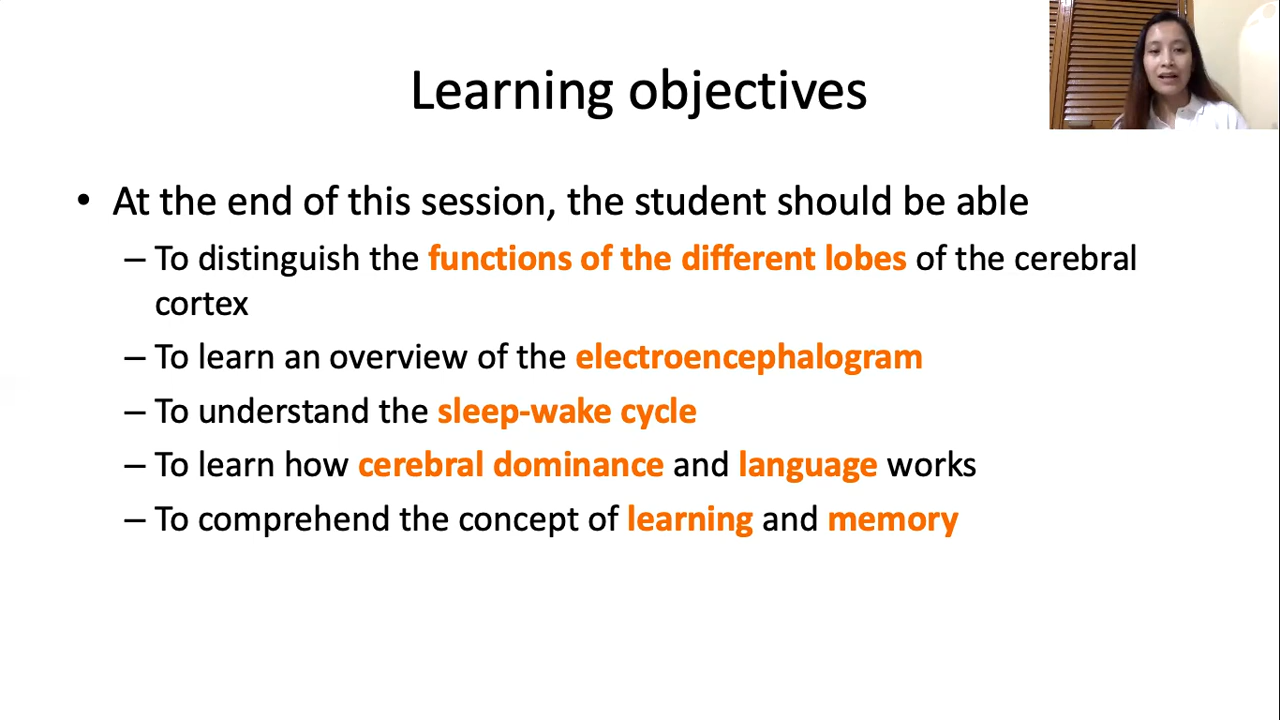 Learning objectives
• At the end of this session, the student should be able
– To distinguish the functions of the different lobes of the cerebral
cortex
– To learn an overview of the electroencephalogram
– To understand the sleep-wake cycle
– To learn how cerebral dominance and language works
– To comprehend the concept of learning and memory